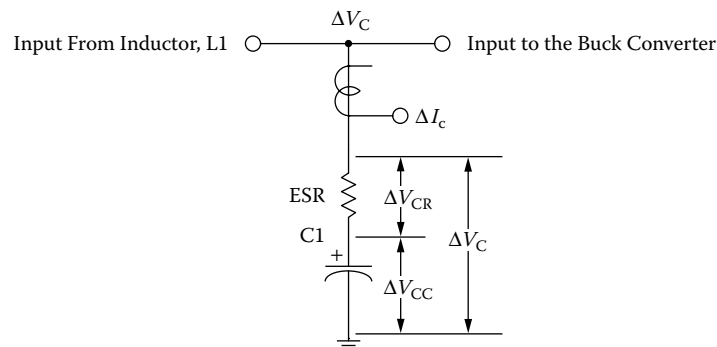 ΔV_C
Input From Inductor, L1
Input to the Buck Converter
ΔI_c
ESR
ΔV_CR
C1
ΔV_C
+
ΔV_CC